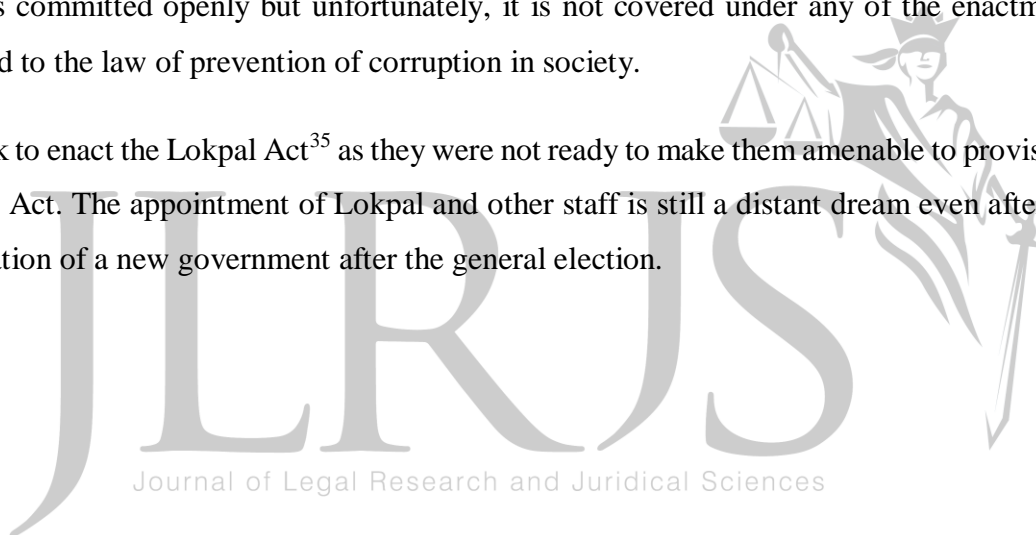 s committed openly but unfortunately, it is not covered under any of the enactm
d to the law of prevention of corruption in society.
k to enact the Lokpal Act35 as they were not ready to make them amenable to provis
Act. The appointment of Lokpal and other staff is still a distant dream even afte
ation of a new government after the general election.
JLRJS
Journal of Legal Research and Juridical Sciences